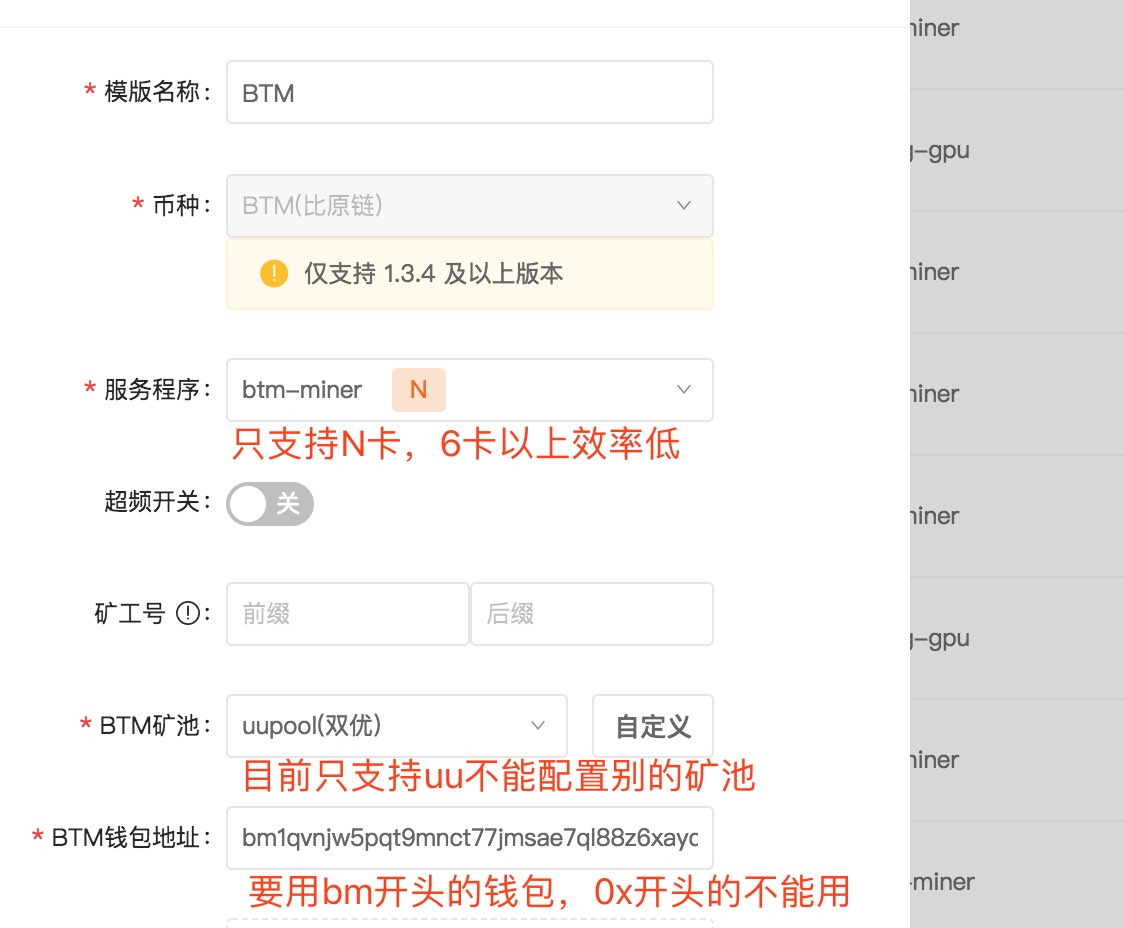 * 模版名称: BTM
* 币种: BTM(比原链)
仅支持 1.3.4 及以上版本
* 服务程序: btm-miner N
只支持N卡，6卡以上效率低
超频开关: 关
矿工号: 前缀 后缀
* BTM矿池: uupool(双优) 自定义
目前只支持uu不能配置别的矿池
* BTM钱包地址: bm1qvnjw5pqt9mnct77jmsae7ql88z6xayc
要用bm开头的钱包，0x开头的不能用
iner
-gpu
iner
iner
iner
-gpu
iner
-miner